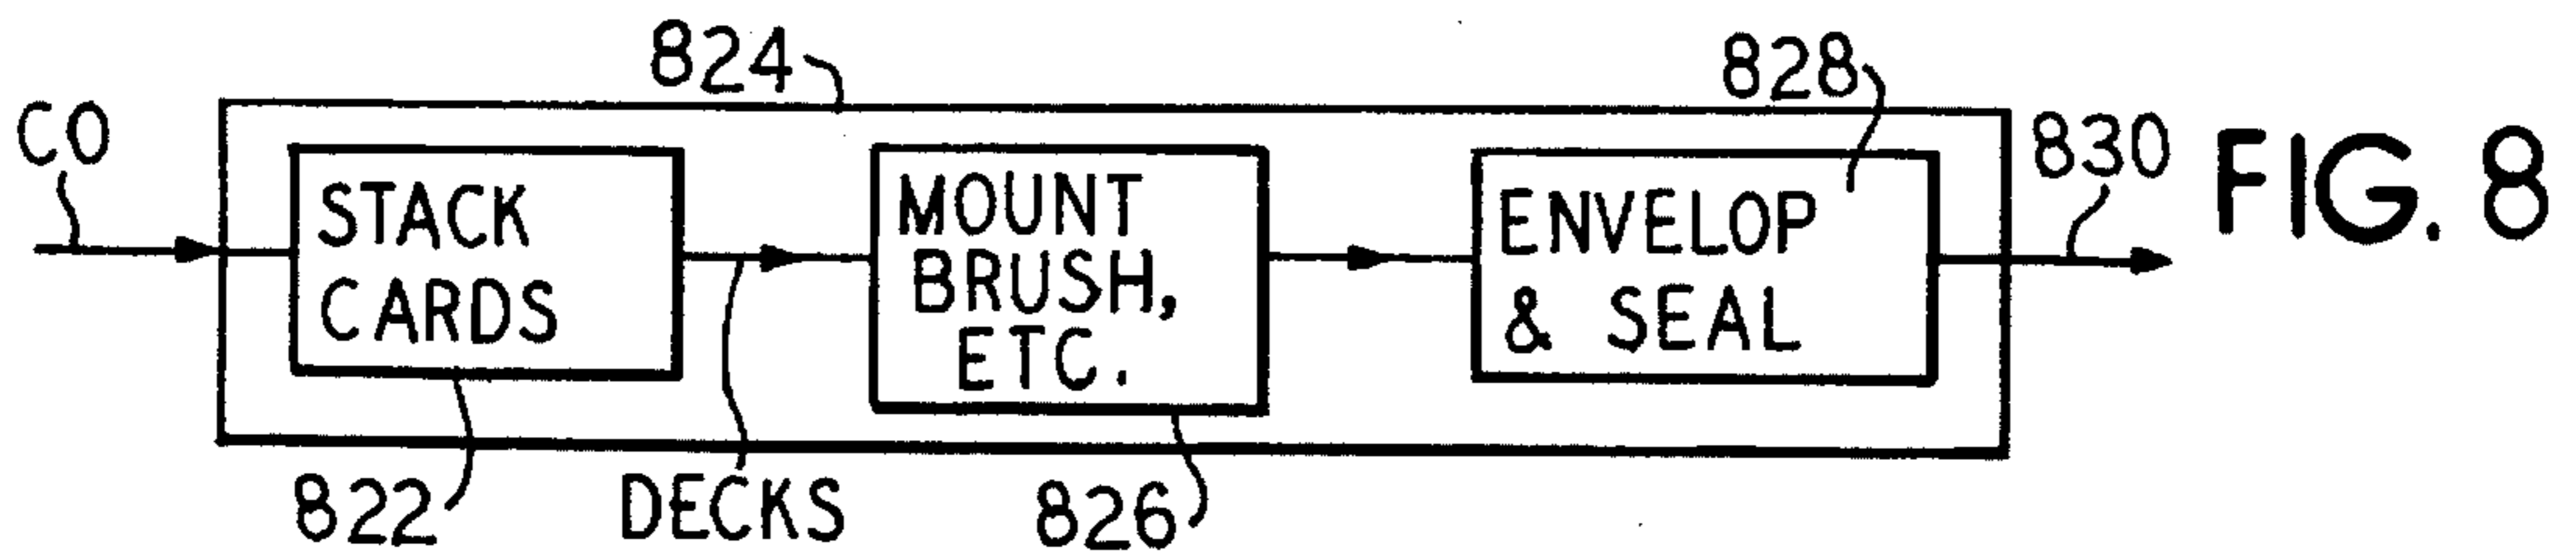 824
828
CO
830
FIG. 8
STACK
CARDS
MOUNT
BRUSH,
ETC.
ENVELOP
& SEAL
822
DECKS
826